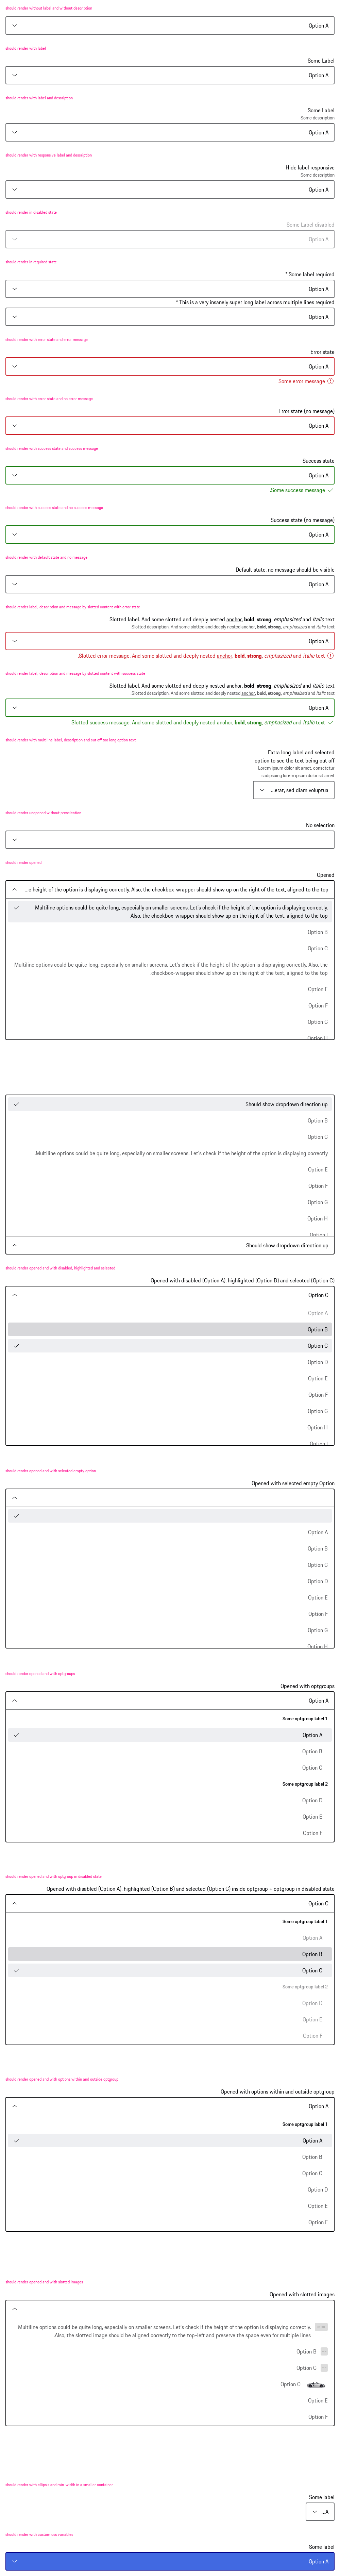 should render without label and without description
Option A
should render with label
Some Label
Option A
should render with label and description
Some Label
Some description
Option A
should render with responsive label and description
Hide label responsive
Some description
Option A
should render in disabled state
Some Label disabled
Option A
should render in required state
* Some label required
Option A
* This is a very insanely super long label across multiple lines required
Option A
should render with error state and error message
Error state
Option A
.Some error message
should render with error state and no error message
Error state (no message)
Option A
should render with success state and success message
Success state
Option A
.Some success message
should render with success state and no success message
Success state (no message)
Option A
should render with default state and no message
Default state, no message should be visible
Option A
should render label, description and message by slotted content with error state
.Slotted label. And some slotted and deeply nested anchor, bold, strong, emphasized and italic text
.Slotted description. And some slotted and deeply nested anchor, bold, strong, emphasized and italic text
Option A
.Slotted error message. And some slotted and deeply nested anchor, bold, strong, emphasized and italic text
should render label, description and message by slotted content with success state
.Slotted label. And some slotted and deeply nested anchor, bold, strong, emphasized and italic text
.Slotted description. And some slotted and deeply nested anchor, bold, strong, emphasized and italic text
Option A
.Slotted success message. And some slotted and deeply nested anchor, bold, strong, emphasized and italic text
should render with multiline label, description and cut off too long option text
Extra long label and selected
option to see the text being cut off
Lorem ipsum dolor sit amet, consetetur
sadipscing lorem ipsum dolor sit amet
...erat, sed diam voluptua
should render unopened without preselection
No selection
should render opened
Opened
...e height of the option is displaying correctly. Also, the checkbox-wrapper should show up on the right of the text, aligned to the top
Multiline options could be quite long, especially on smaller screens. Let's check if the height of the option is displaying correctly.
.Also, the checkbox-wrapper should show up on the right of the text, aligned to the top
Option B
Option C
Multiline options could be quite long, especially on smaller screens. Let's check if the height of the option is displaying correctly. Also, the
.checkbox-wrapper should show up on the right of the text, aligned to the top
Option E
Option F
Option G
Option H
Should show dropdown direction up
Option B
Option C
.Multiline options could be quite long, especially on smaller screens. Let's check if the height of the option is displaying correctly
Option E
Option F
Option G
Option H
Option I
Should show dropdown direction up
should render opened and with disabled, highlighted and selected
Opened with disabled (Option A), highlighted (Option B) and selected (Option C)
Option C
Option A
Option B
Option C
Option D
Option E
Option F
Option G
Option H
Option I
should render opened and with selected empty option
Opened with selected empty Option
Option A
Option B
Option C
Option D
Option E
Option F
Option G
Option H
should render opened and with optgroups
Opened with optgroups
Option A
Some optgroup label 1
Option A
Option B
Option C
Some optgroup label 2
Option D
Option E
Option F
should render opened and with optgroup in disabled state
Opened with disabled (Option A), highlighted (Option B) and selected (Option C) inside optgroup + optgroup in disabled state
Option C
Some optgroup label 1
Option A
Option B
Option C
Some optgroup label 2
Option D
Option E
Option F
should render opened and with options within and outside optgroup
Opened with options within and outside optgroup
Option A
Some optgroup label 1
Option A
Option B
Option C
Option D
Option E
Option F
should render opened and with slotted images
Opened with slotted images
Multiline options could be quite long, especially on smaller screens. Let's check if the height of the option is displaying correctly.
.Also, the slotted image should be aligned to the top-left and preserve the space even for multiple lines
Option B
Option C
Option C
Option E
Option F
should render with ellipsis and min-width in a smaller container
Some label
...A
should render with custom css variables
Some label
Option A